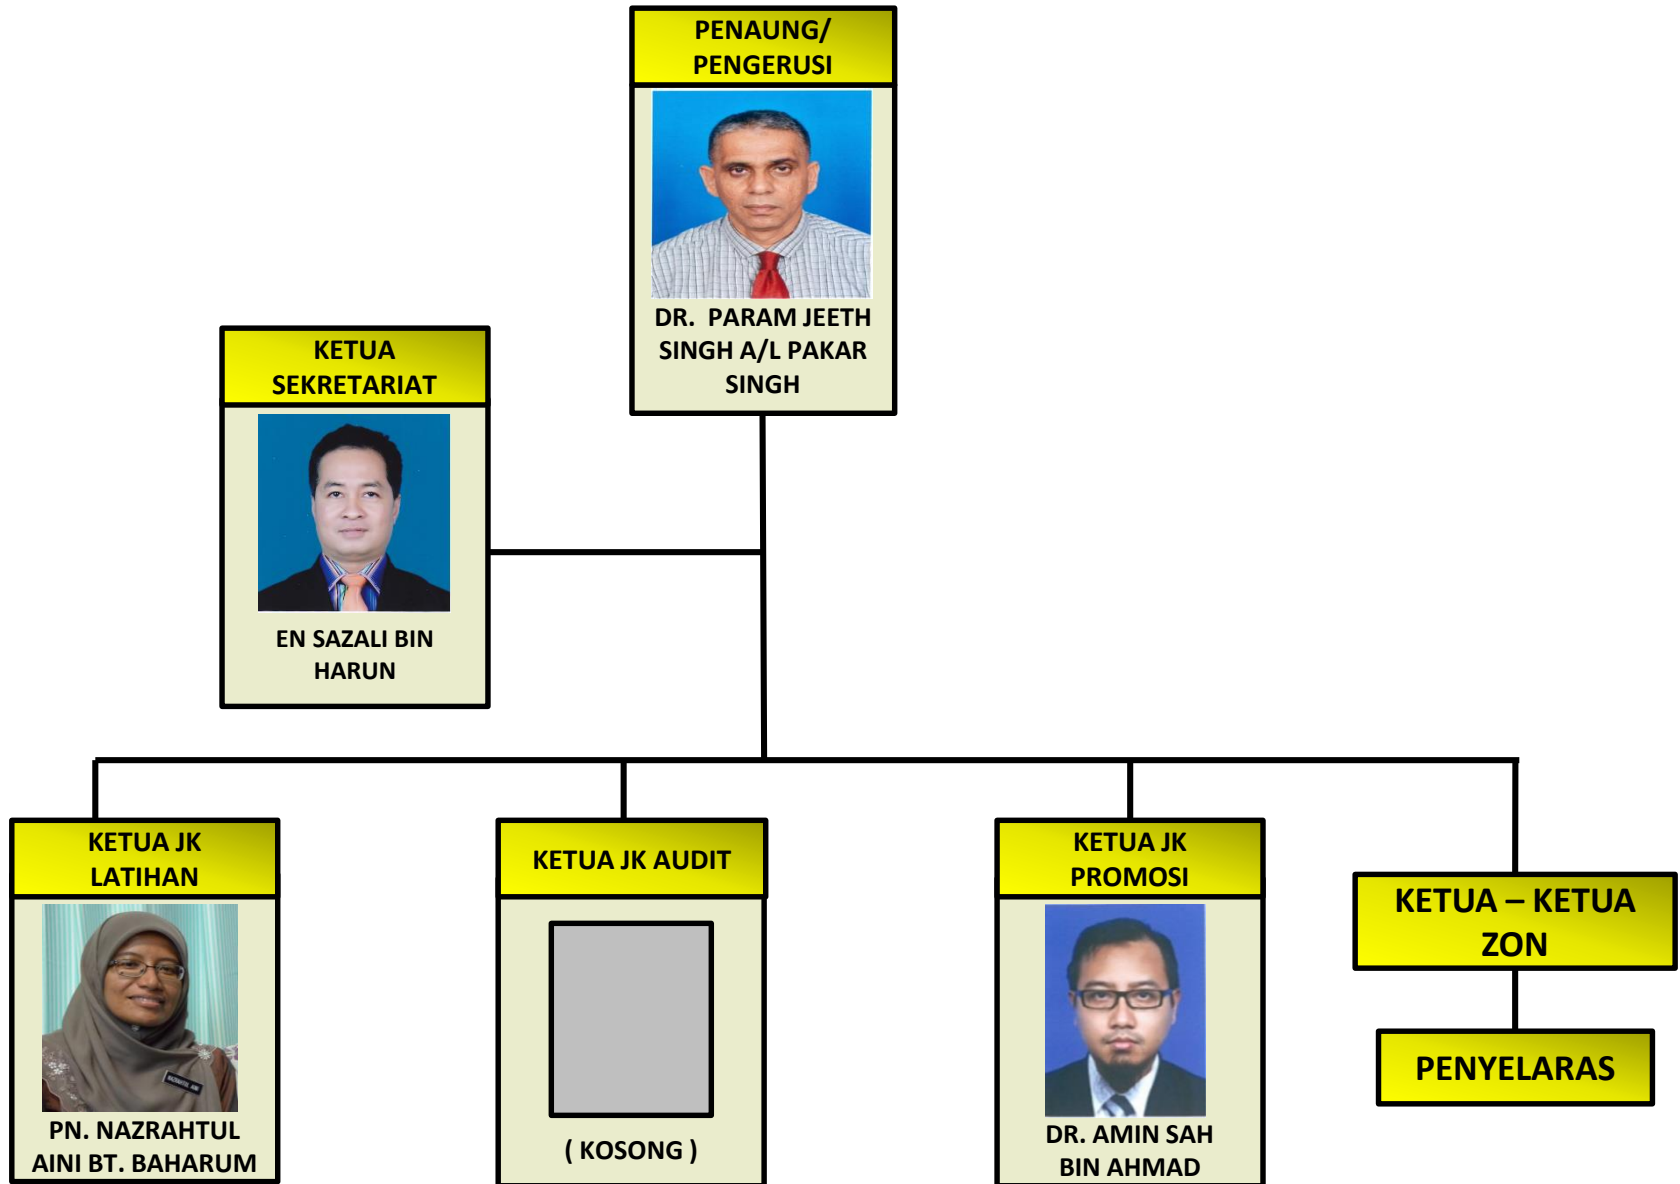 PENAUNG/
PENGERUSI
DR.  PARAM JEETH
SINGH A/L PAKAR
SINGH
KETUA
SEKRETARIAT
EN SAZALI BIN
HARUN
KETUA JK
LATIHAN
NAZRAHTUL AINI
PN. NAZRAHTUL
AINI BT. BAHARUM
KETUA JK AUDIT
( KOSONG )
KETUA JK
PROMOSI
DR. AMIN SAH
BIN AHMAD
KETUA – KETUA
ZON
PENYELARAS